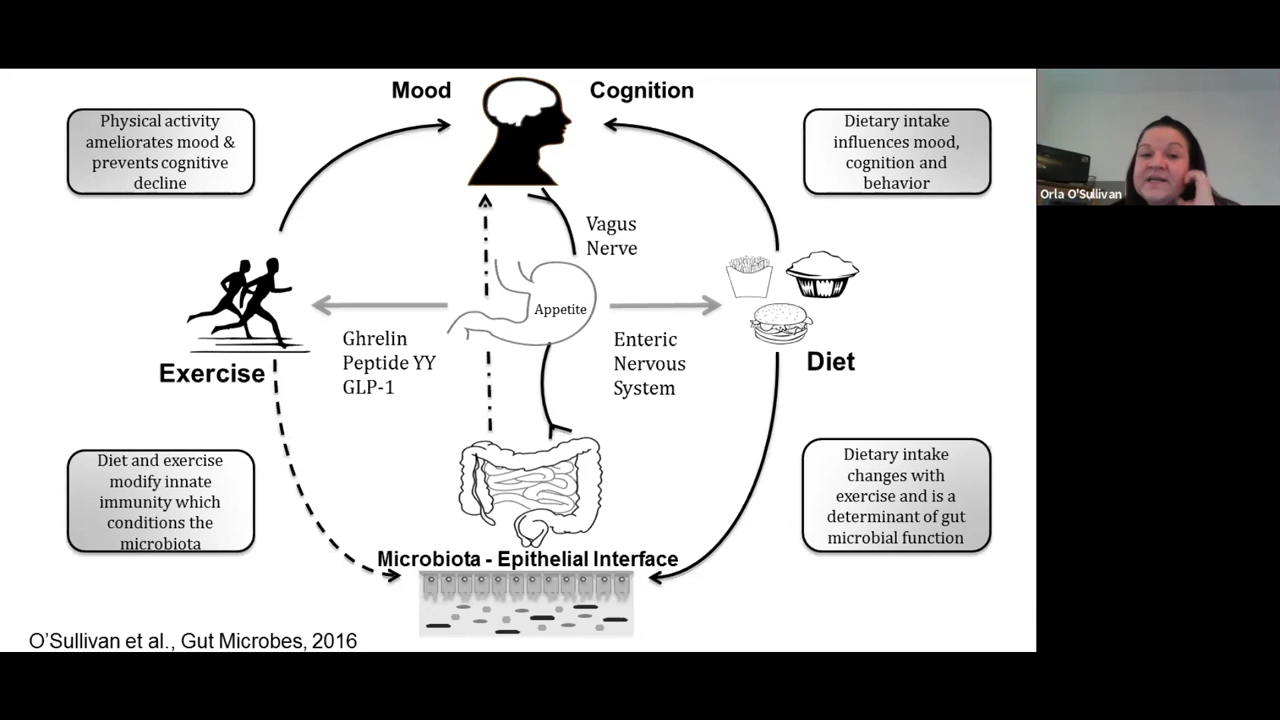 Mood
Cognition
Physical activity
ameliorates mood &
prevents cognitive
decline
Dietary intake
influences mood,
cognition and
behavior
Orla O'Sullivan
Vagus
Nerve
Appetite
Ghrelin
Peptide YY
GLP-1
Enteric
Nervous
System
Exercise
Diet
Diet and exercise
modify innate
immunity which
conditions the
microbiota
Dietary intake
changes with
exercise and is a
determinant of gut
microbial function
Microbiota - Epithelial Interface
O'Sullivan et al., Gut Microbes, 2016